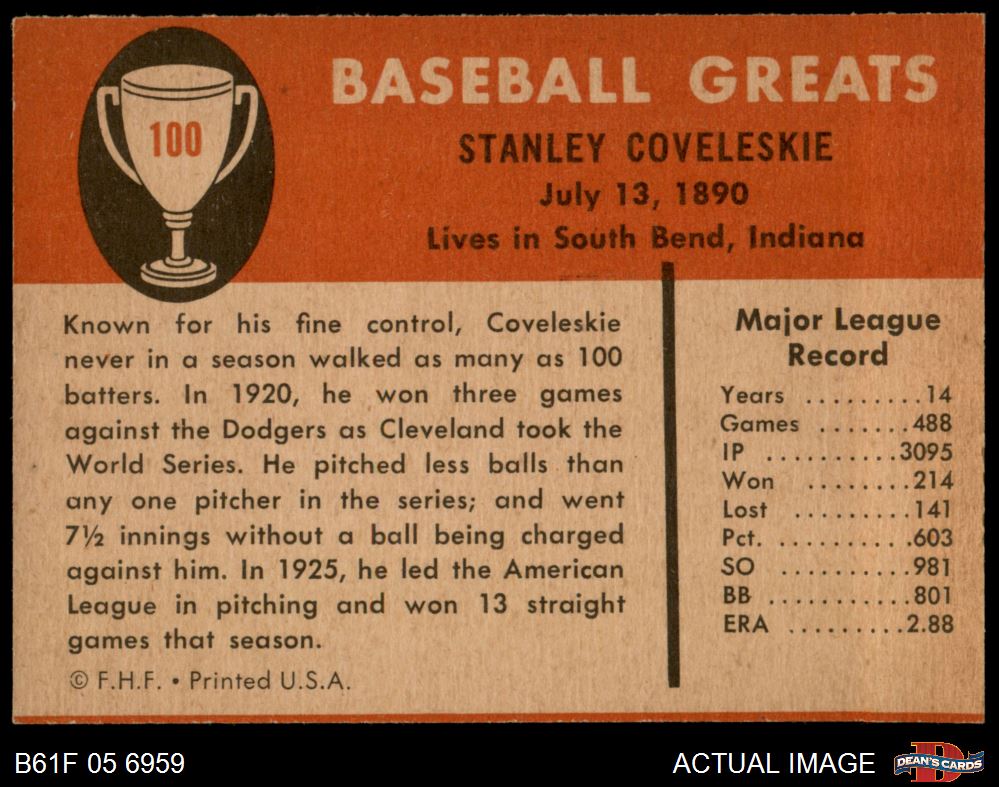 100
BASEBALL GREATS
STANLEY COVELESKIE
July 13, 1890
Lives in South Bend, Indiana
Known for his fine control, Coveleskie
never in a season walked as many as 100
batters. In 1920, he won three games
against the Dodgers as Cleveland took the
World Series. He pitched less balls than
any one pitcher in the series; and went
7½ innings without a ball being charged
against him. In 1925, he led the American
League in pitching and won 13 straight
games that season.
© F.H.F. • Printed U.S.A.
Major League
Record
Years .........14
Games .......488
IP ..........3095
Won ........214
Lost .........141
Pct. ..........603
SO ..........981
BB ...........801
ERA .........2.88
B61F 05 6959
ACTUAL IMAGE
DEAN'S CARDS